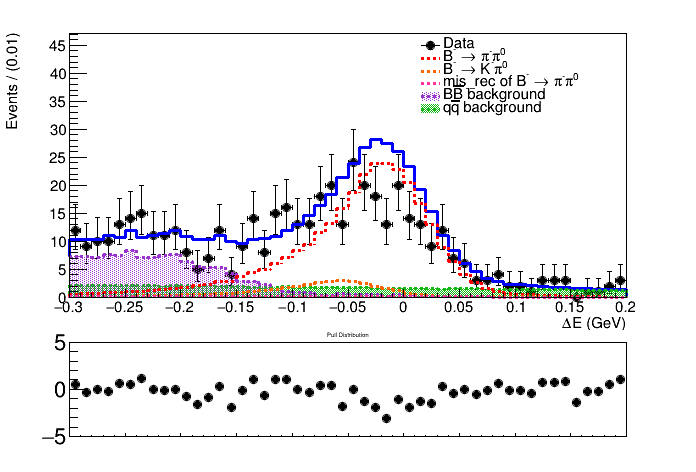 Events / (0.01)
45
40
35
30
25
20
15
10
5
0
Data
B⁻ → π⁻π⁰
B⁻ → K⁻π⁰
mis_rec of B⁻ → π⁻π⁰
BB̅ background
qq̅ background
−0.3 −0.25 −0.2 −0.15 −0.1 −0.05 0 0.05 0.1 0.15 0.2
ΔE (GeV)
Pull Distribution
5
0
−5